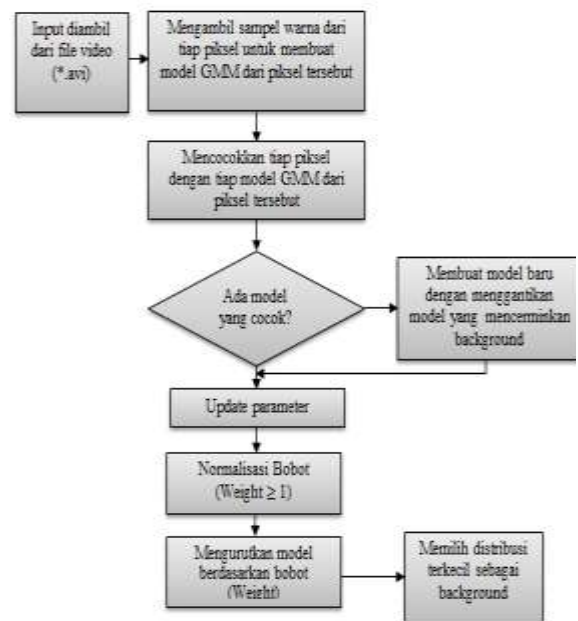 Input diambil
dari file video
(*.avi)
Mengambil sampel warna dari
tiap piksel untuk membuat
model GMM dari piksel tersebut
Mencocokkan tiap piksel
dengan tiap model GMM dari
piksel tersebut
Ada model
yang cocok?
Membuat model baru
dengan menggantikan
model yang mencerminkan
background
Update parameter
Normalisasi Bobot
(Weight ≥ 1)
Mengurutkan model
berdasarkan bobot
(Weight)
Memilih distribusi
terkecil sebagai
background